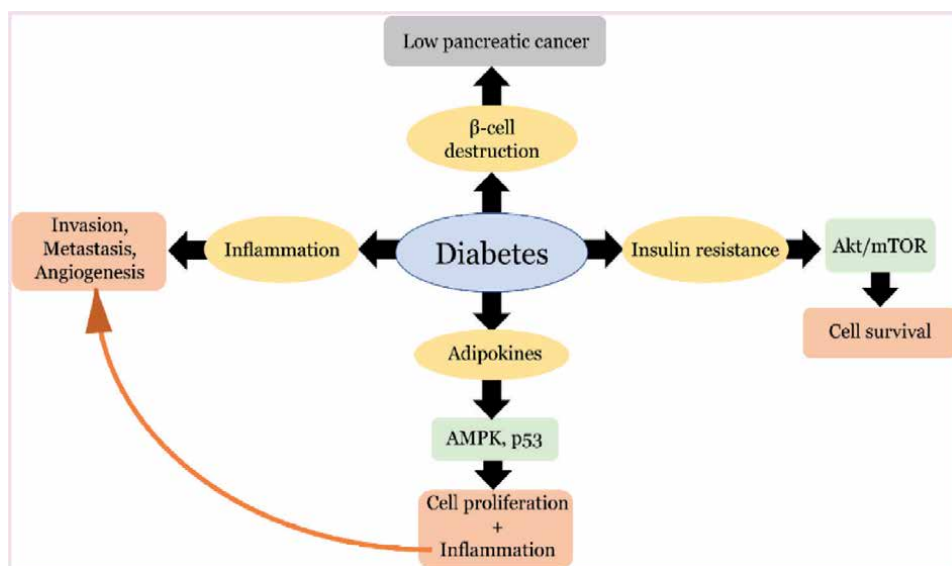 Low pancreatic cancer
β-cell
destruction
Invasion,
Metastasis,
Angiogenesis
Inflammation
Diabetes
Insulin resistance
Akt/mTOR
Cell survival
Adipokines
AMPK, p53
Cell proliferation
+
Inflammation